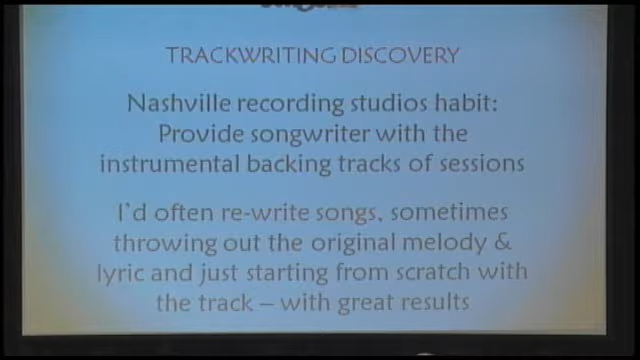 TRACKWRITING DISCOVERY
Nashville recording studios habit:
Provide songwriter with the
instrumental backing tracks of sessions
I'd often re-write songs, sometimes
throwing out the original melody &
lyric and just starting from scratch with
the track – with great results